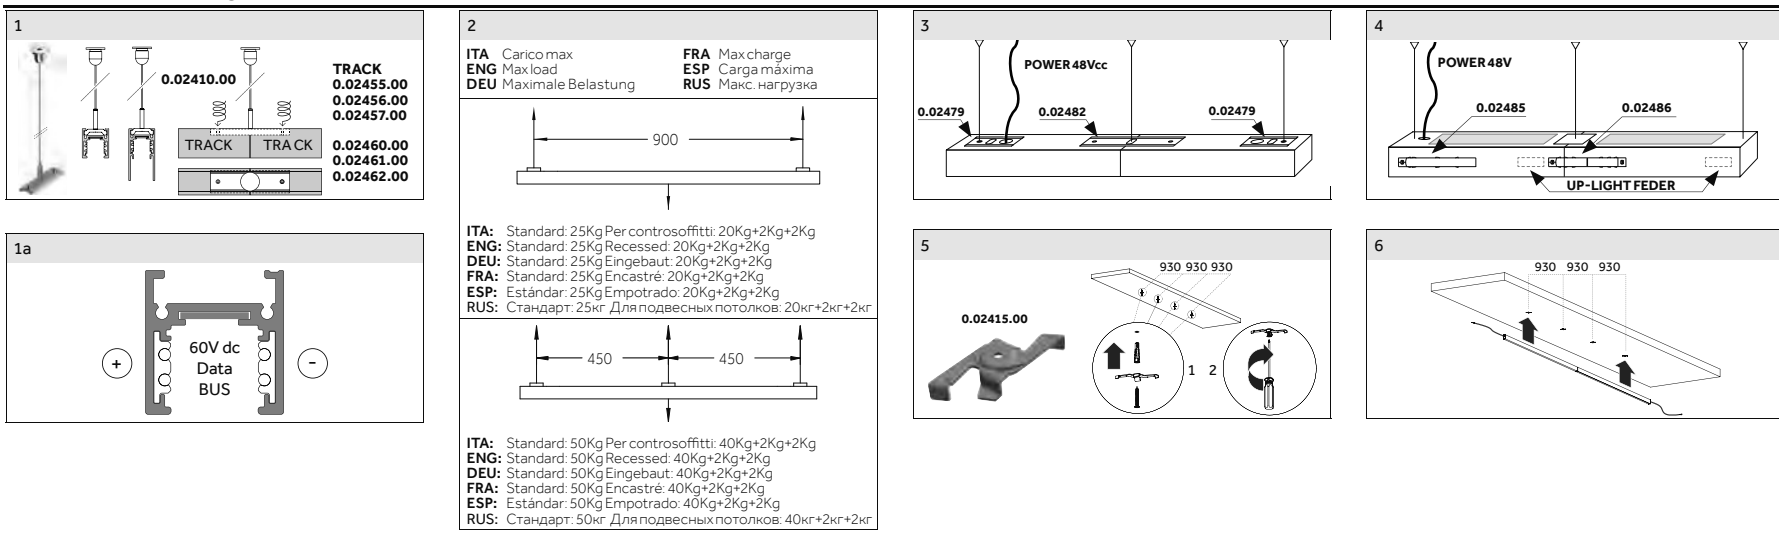 1
0.02410.00
TRACK
0.02455.00
0.02456.00
0.02457.00
TRACK
TRA CK
0.02460.00
0.02461.00
0.02462.00
1a
60V dc
Data
BUS
+
-
2
ITA Carico max
ENG Max load
DEU Maximale Belastung
FRA Max charge
ESP Carga máxima
RUS Макс. нагрузка
900
ITA: Standard: 25Kg Per controsoffitti: 20Kg+2Kg+2Kg
ENG: Standard: 25Kg Recessed: 20Kg+2Kg+2Kg
DEU: Standard: 25Kg Eingebaut: 20Kg+2Kg+2Kg
FRA: Standard: 25Kg Encastré: 20Kg+2Kg+2Kg
ESP: Estándar: 25Kg Empotrado: 20Kg+2Kg+2Kg
RUS: Стандарт: 25кг Для подвесных потолков: 20кг+2кг+2кг
450
450
ITA: Standard: 50Kg Per controsoffitti: 40Kg+2Kg+2Kg
ENG: Standard: 50Kg Recessed: 40Kg+2Kg+2Kg
DEU: Standard: 50Kg Eingebaut: 40Kg+2Kg+2Kg
FRA: Standard: 50Kg Encastré: 40Kg+2Kg+2Kg
ESP: Estándar: 50Kg Empotrado: 40Kg+2Kg+2Kg
RUS: Стандарт: 50кг Для подвесных потолков: 40кг+2кг+2кг
3
POWER 48Vcc
0.02479
0.02482
0.02479
4
POWER 48V
0.02485
0.02486
UP-LIGHT FEDER
5
930 930 930
0.02415.00
1 2
6
930 930 930